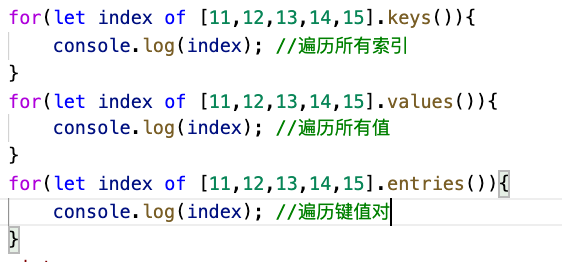 for(let index of [11,12,13,14,15].keys()){
    console.log(index); //遍历所有索引
}
for(let index of [11,12,13,14,15].values()){
    console.log(index); //遍历所有值
}
for(let index of [11,12,13,14,15].entries()){
    console.log(index); //遍历键值对
}